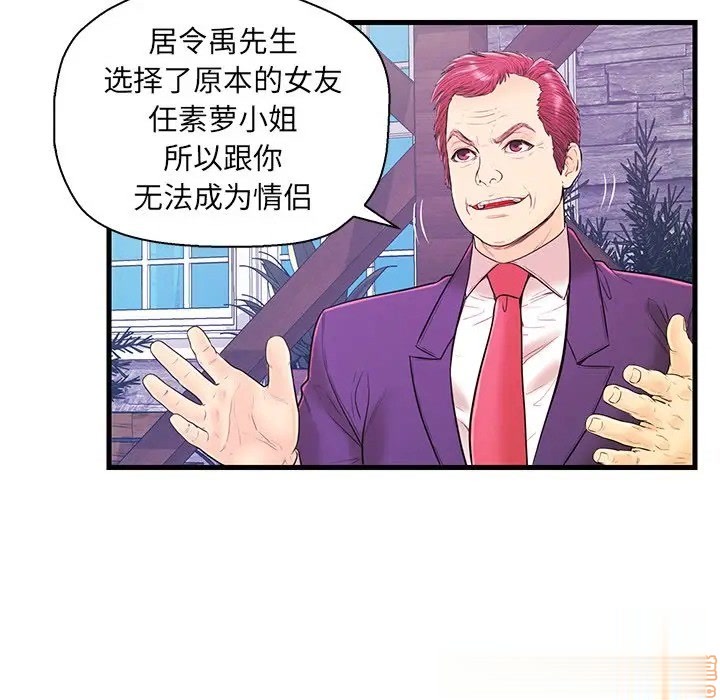 居令禹先生
选择了原本的女友
任素萝小姐
所以跟你
无法成为情侣